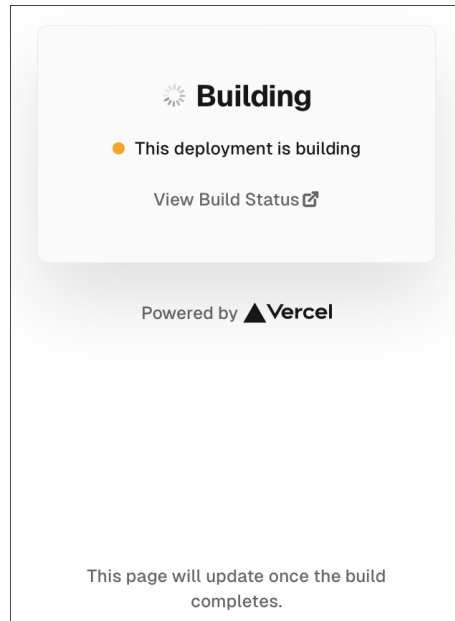 Building
This deployment is building
View Build Status
Powered by Vercel
This page will update once the build
completes.